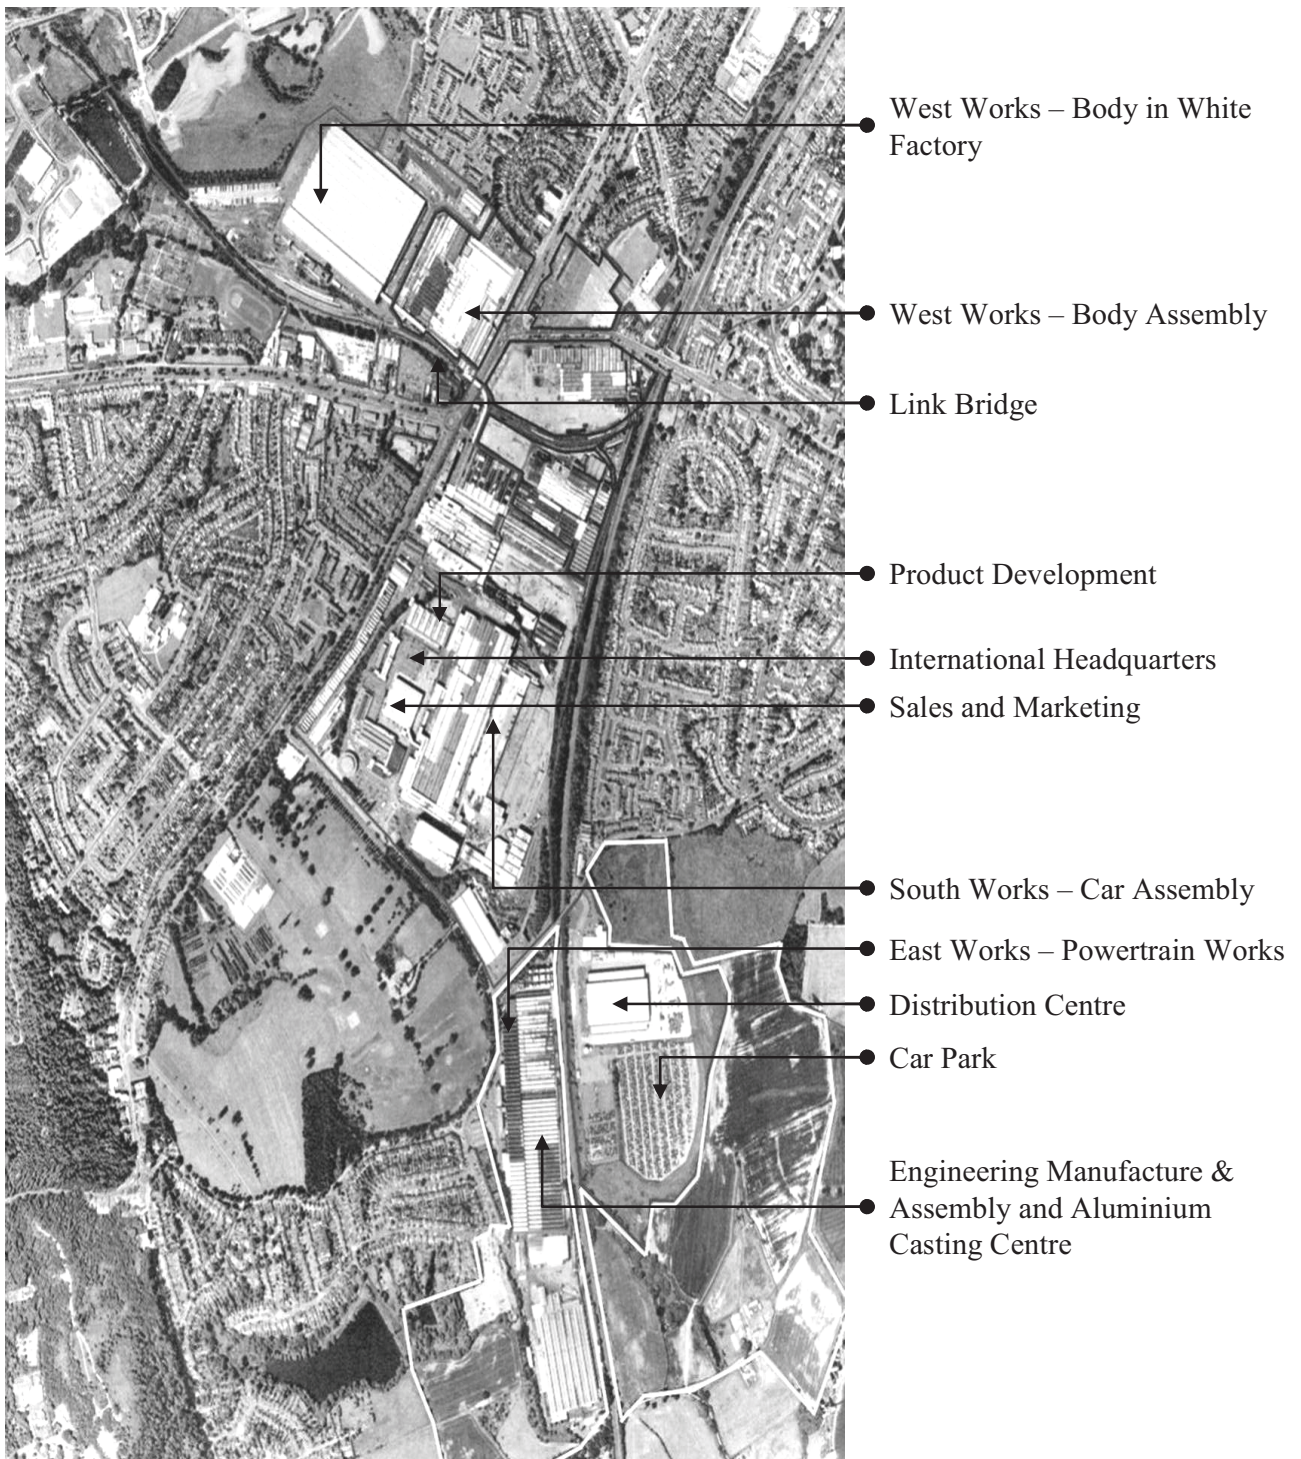 West Works – Body in White
Factory
West Works – Body Assembly
Link Bridge
Product Development
International Headquarters
Sales and Marketing
South Works – Car Assembly
East Works – Powertrain Works
Distribution Centre
Car Park
Engineering Manufacture &
Assembly and Aluminium
Casting Centre